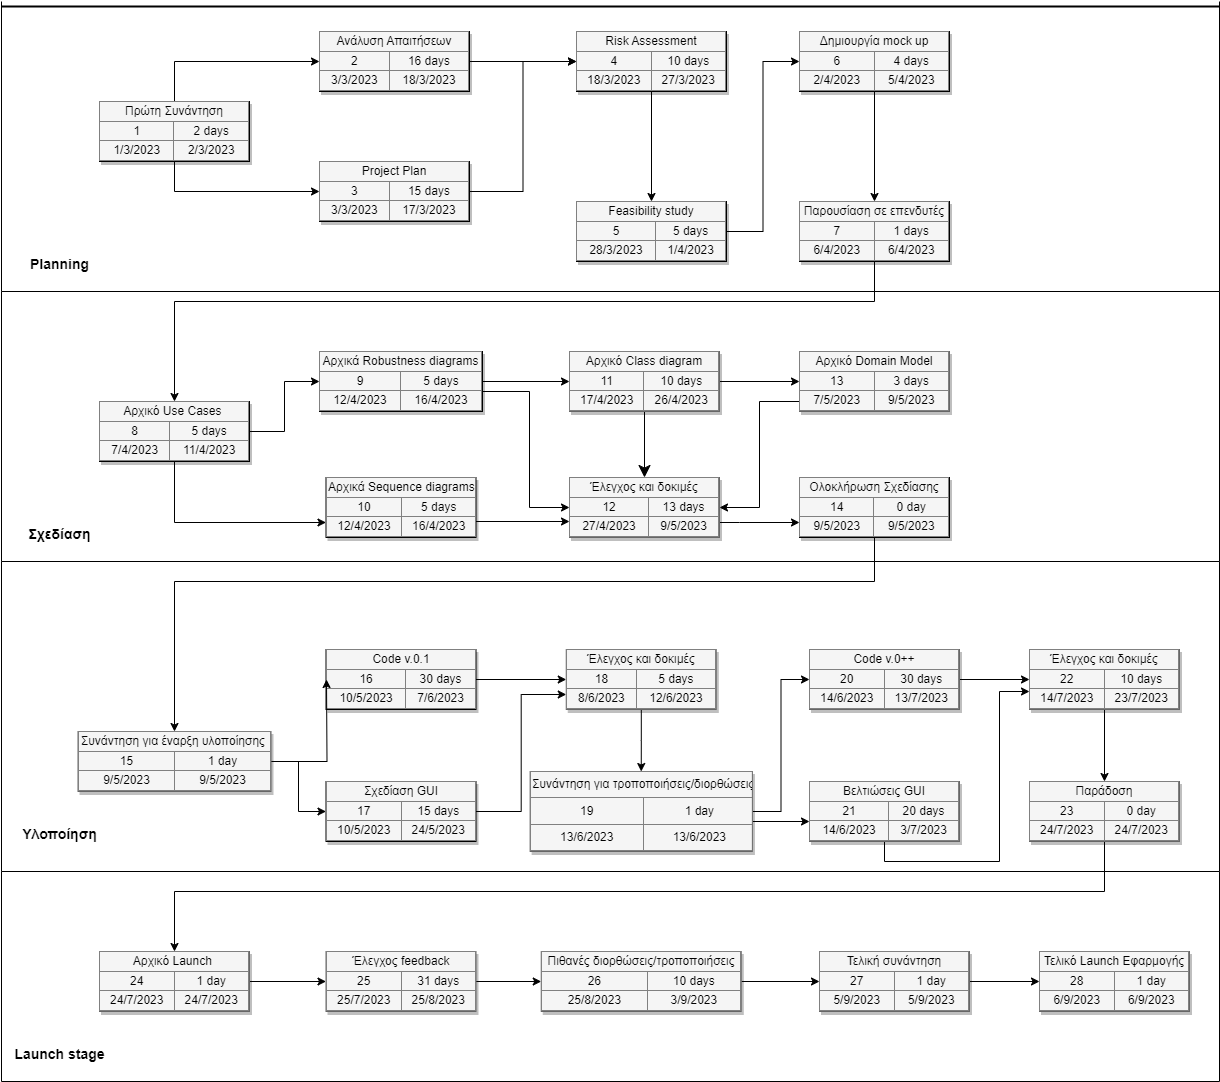 Ανάλυση Απαιτήσεων
2 16 days
3/3/2023 18/3/2023
Risk Assessment
4 10 days
18/3/2023 27/3/2023
Δημιουργία mock up
6 4 days
2/4/2023 5/4/2023
Πρώτη Συνάντηση
1 2 days
1/3/2023 2/3/2023
Project Plan
3 15 days
3/3/2023 17/3/2023
Feasibility study
5 5 days
28/3/2023 1/4/2023
Παρουσίαση σε επενδυτές
7 1 days
6/4/2023 6/4/2023
Planning
Αρχικά Robustness diagrams
9 5 days
12/4/2023 16/4/2023
Αρχικό Class diagram
11 10 days
17/4/2023 26/4/2023
Αρχικό Domain Model
13 3 days
7/5/2023 9/5/2023
Αρχικό Use Cases
8 5 days
7/4/2023 11/4/2023
Αρχικά Sequence diagrams
10 5 days
12/4/2023 16/4/2023
Έλεγχος και δοκιμές
12 13 days
27/4/2023 9/5/2023
Ολοκλήρωση Σχεδίασης
14 0 day
9/5/2023 9/5/2023
Σχεδίαση
Code v.0.1
16 30 days
10/5/2023 7/6/2023
Έλεγχος και δοκιμές
18 5 days
8/6/2023 12/6/2023
Code v.0++
20 30 days
14/6/2023 13/7/2023
Έλεγχος και δοκιμές
22 10 days
14/7/2023 23/7/2023
Συνάντηση για έναρξη υλοποίησης
15 1 day
9/5/2023 9/5/2023
Σχεδίαση GUI
17 15 days
10/5/2023 24/5/2023
Συνάντηση για τροποποιήσεις/διορθώσεις
19 1 day
13/6/2023 13/6/2023
Βελτιώσεις GUI
21 20 days
14/6/2023 3/7/2023
Παράδοση
23 0 day
24/7/2023 24/7/2023
Υλοποίηση
Αρχικό Launch
24 1 day
24/7/2023 24/7/2023
Έλεγχος feedback
25 31 days
25/7/2023 25/8/2023
Πιθανές διορθώσεις/τροποποιήσεις
26 10 days
25/8/2023 3/9/2023
Τελική συνάντηση
27 1 day
5/9/2023 5/9/2023
Τελικό Launch Εφαρμογής
28 1 day
6/9/2023 6/9/2023
Launch stage